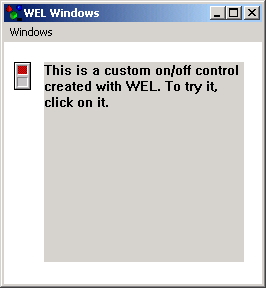 WEL Windows
Windows
This is a custom on/off control
created with WEL. To try it,
click on it.